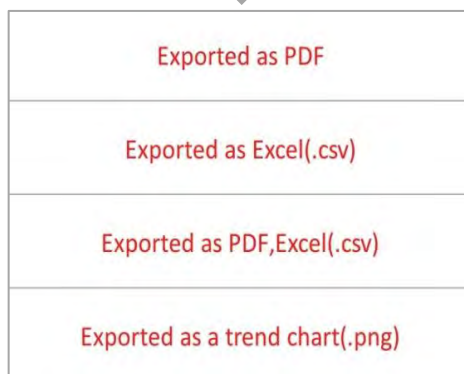 Exported as PDF
Exported as Excel(.csv)
Exported as PDF,Excel(.csv)
Exported as a trend chart(.png)